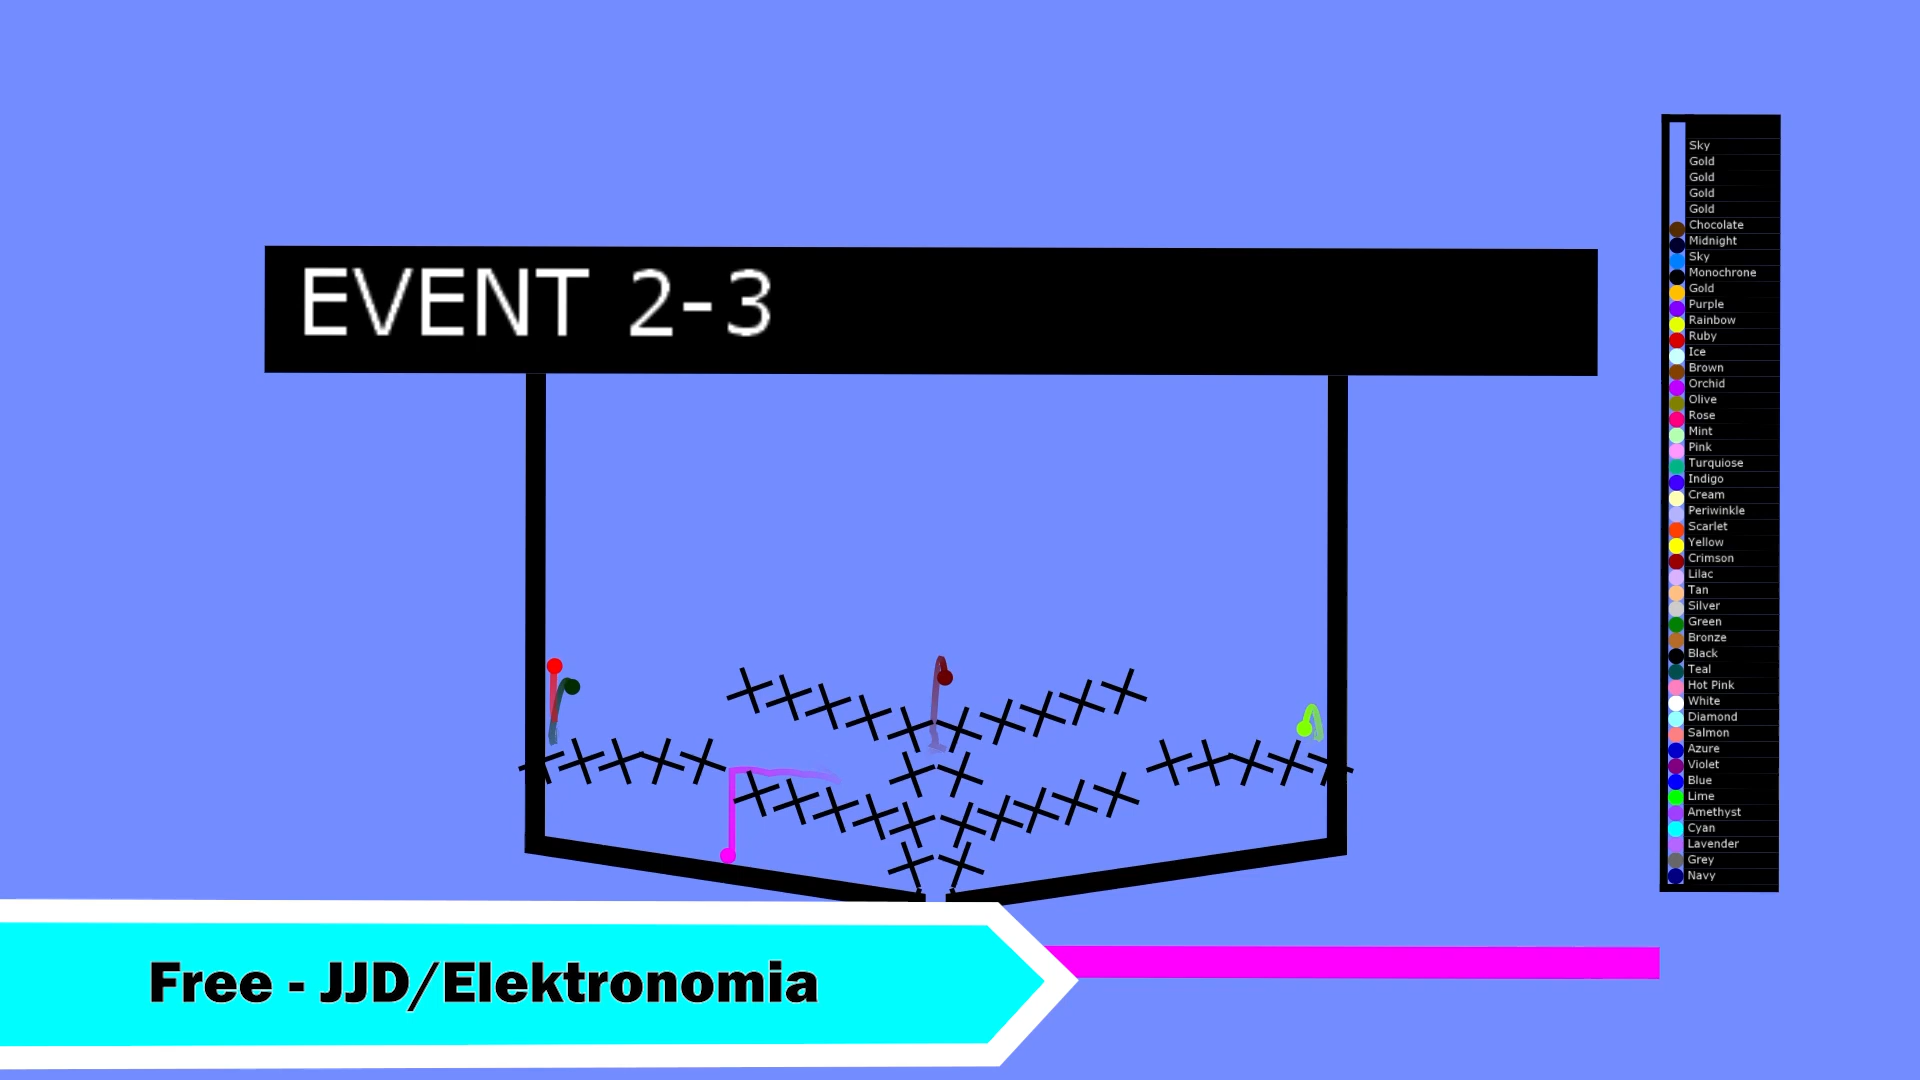 EVENT 2-3
Sky
Gold
Gold
Gold
Gold
Chocolate
Midnight
Sky
Monochrone
Gold
Purple
Rainbow
Ruby
Ice
Brown
Orchid
Olive
Rose
Mint
Pink
Turquiose
Indigo
Cream
Periwinkle
Scarlet
Yellow
Crimson
Lilac
Tan
Silver
Green
Bronze
Black
Teal
Hot Pink
White
Diamond
Salmon
Azure
Violet
Blue
Lime
Amethyst
Cyan
Lavender
Grey
Navy
Free - JJD/Elektronomia